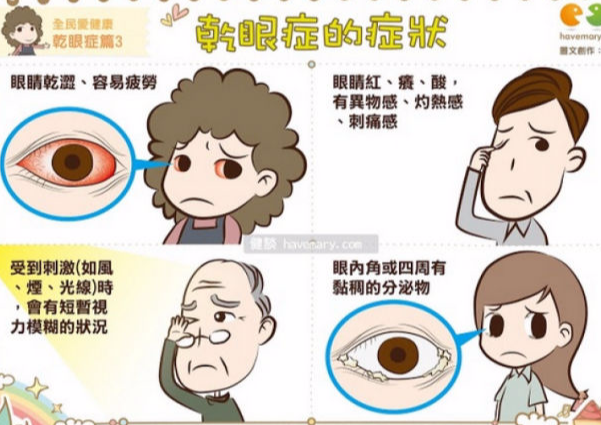 全民愛健康
乾眼症篇3
乾眼症的症狀
havemary.
圖文創作：
眼睛乾澀、容易疲勞
眼睛紅、癢、酸，
有異物感、灼熱感
、刺痛感
健談 havemary.com
受到刺激(如風
、煙、光線)時
，會有短暫視
力模糊的狀況
眼內角或四周有
黏稠的分泌物